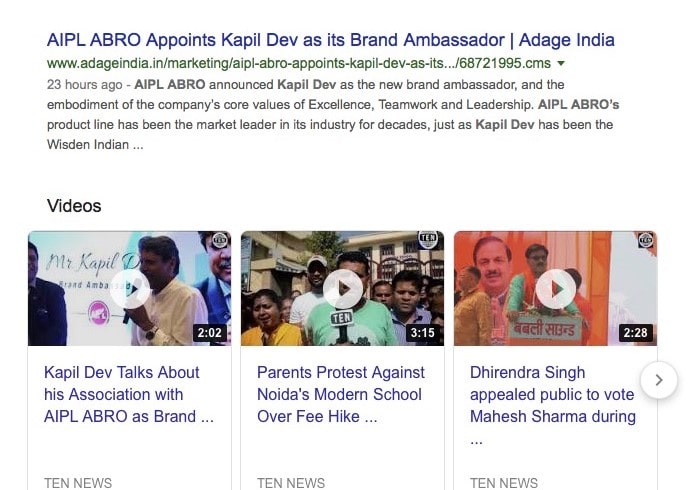 AIPL ABRO Appoints Kapil Dev as its Brand Ambassador | Adage India
www.adageindia.in/marketing/aipl-abro-appoints-kapil-dev-as-its.../68721995.cms
23 hours ago - AIPL ABRO announced Kapil Dev as the new brand ambassador, and the
embodiment of the company's core values of Excellence, Teamwork and Leadership. AIPL ABRO's
product line has been the market leader in its industry for decades, just as Kapil Dev has been the
Wisden Indian ...
Videos
TEN
Mr. Kapil D
Brand Ambassad
2:02
TEN
TEN
3:15
TEN
बबली साउन्ड
2:28
Kapil Dev Talks About
his Association with
AIPL ABRO as Brand ...
TEN NEWS
Parents Protest Against
Noida's Modern School
Over Fee Hike ...
TEN NEWS
Dhirendra Singh
appealed public to vote
Mahesh Sharma during
...
TEN NEWS